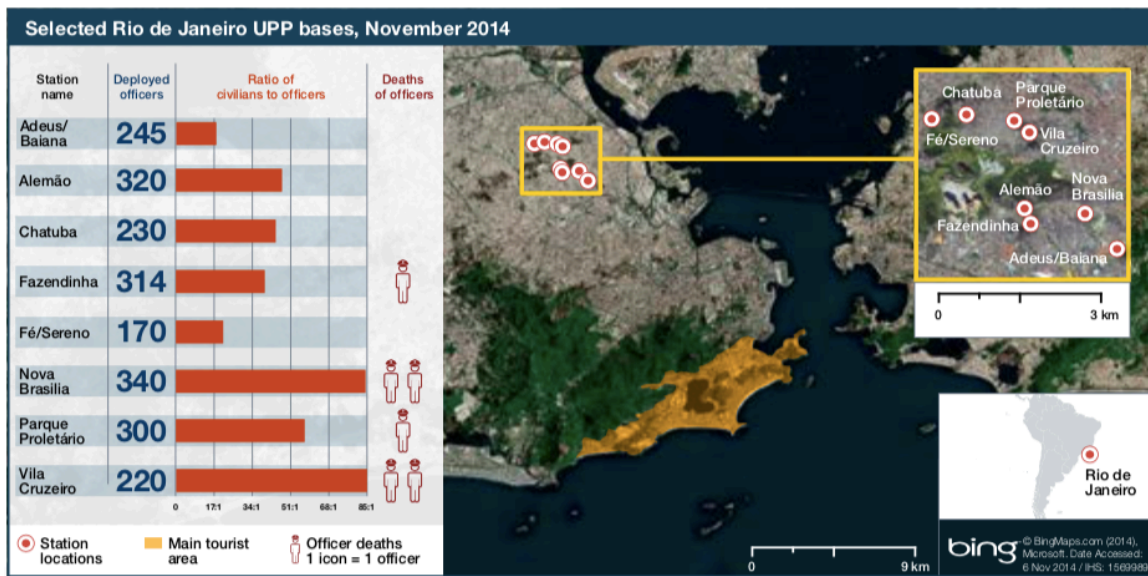 Selected Rio de Janeiro UPP bases, November 2014
Station
name
Deployed
officers
Ratio of
civilians to officers
Deaths
of officers
Adeus/
Baiana
245
Alemão
320
Chatuba
230
Fazendinha
314
Fé/Sereno
170
Nova
Brasilia
340
Parque
Proletário
300
Vila
Cruzeiro
220
0 17:1 34:1 51:1 68:1 85:1
Station
locations
Main tourist
area
Officer deaths
1 icon = 1 officer
Chatuba
Parque
Proletário
Fé/Sereno
Vila
Cruzeiro
Nova
Brasilia
Alemão
Fazendinha
Adeus/Baiana
0 3 km
Rio de
Janeiro
0 9 km
bing
© BingMaps.com (2014),
Microsoft. Date Accessed:
6 Nov 2014 / IHS: 1569989